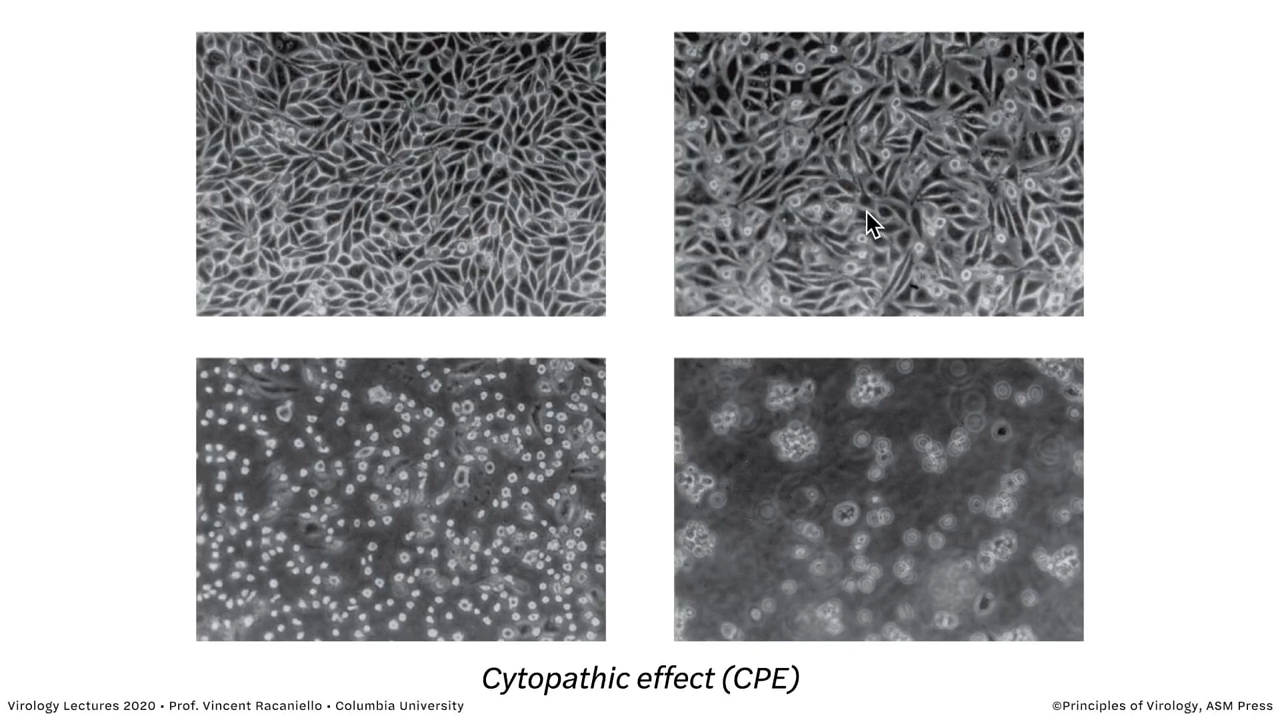 Cytopathic effect (CPE)
Virology Lectures 2020 • Prof. Vincent Racaniello • Columbia University
©Principles of Virology, ASM Press